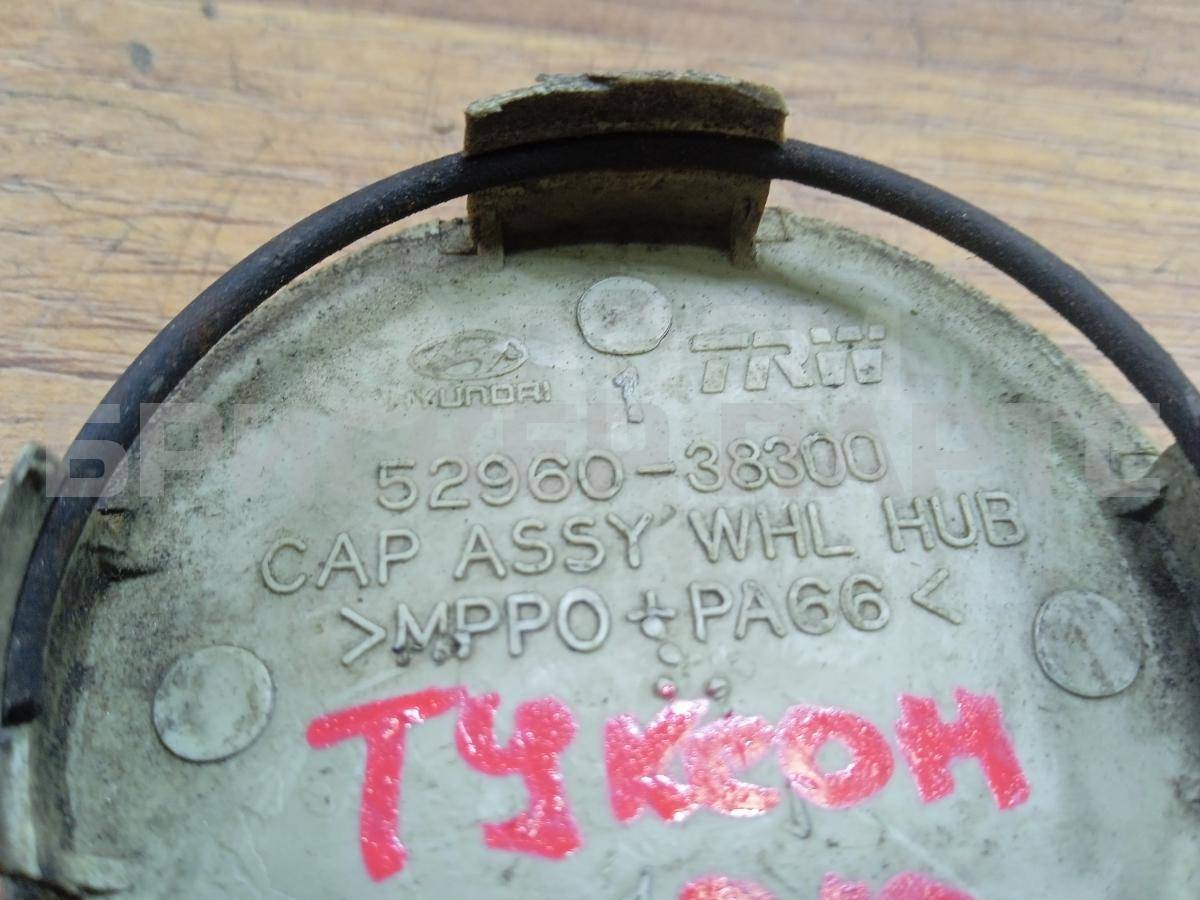 HYUNDAI 1 TRW
52960-38300
CAP ASSY WHL HUB
>MPPO+PA66<
ТУКСОН